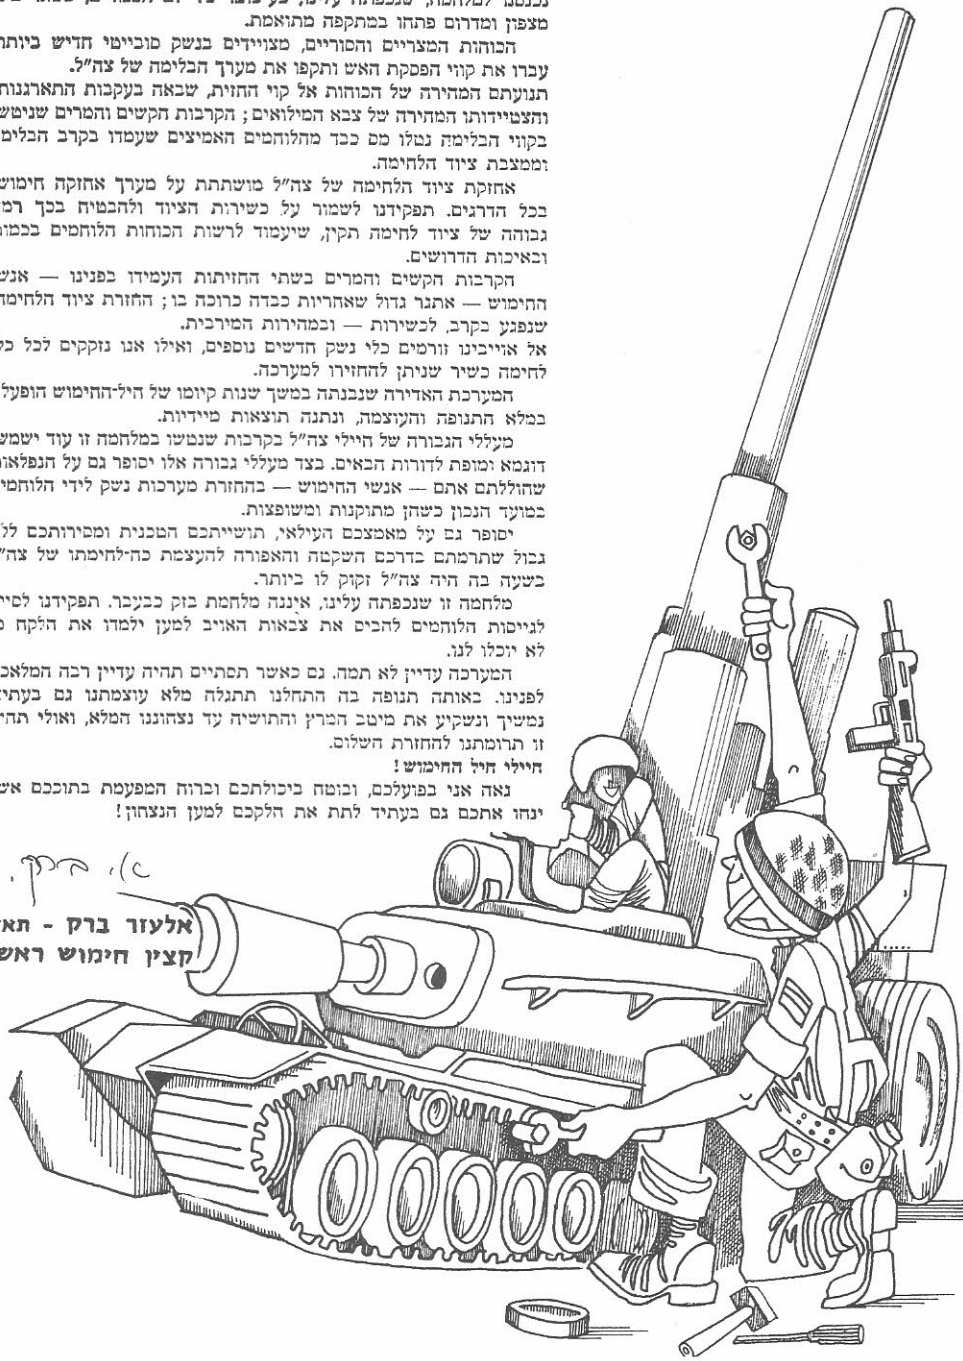 מצפון ומדרום פתחו במתקפה מתואמת.
הכוחות המצריים והסוריים, מצויידים בנשק סובייטי חדיש ביותר
עברו את קווי הפסקת האש ותקפו את מערך הבלימה של צה"ל.
תנועתם המהירה של הכוחות אל קוי החזית, שבאה בעקבות התארגנות
והצטיידותו המהירה של צבא המילואים; הקרבות הקשים והמרים שניטש
בקווי הבלימה נטלו מס כבד מהלוחמים האמיצים שעמדו בקרב הבלימ
וממצבת ציוד הלחימה.
אחזקת ציוד הלחימה של צה"ל מושתתת על מערך אחזקה חימוש
בכל הדרגים. תפקידנו לשמור על כשירות הציוד ולהבטיח בכך רמ
גבוהה של ציוד לחימה תקין, שיעמוד לרשות הכוחות הלוחמים בכמות
ובאיכות הדרושים.
הקרבות הקשים והמרים בשתי החזיתות העמידו בפנינו — אנש
החימוש — אתגר גדול שאחריות כבדה כרוכה בו; החזרת ציוד הלחימה
שנפגע בקרב, לכשירות — ובמהירות המירבית.
אל אוייבינו זורמים כלי נשק חדשים נוספים, ואילו אנו נזקקים לכל כל
לחימה כשיר שניתן להחזירו למערכה.
המערכת האדירה שנבנתה במשך שנות קיומו של חיל־החימוש הופעל
במלא התנופה והעוצמה, ונתנה תוצאות מיידיות.
מעללי הגבורה של חיילי צה"ל בקרבות שנטשו במלחמה זו עוד ישמש
דוגמא ומופת לדורות הבאים. בצד מעללי גבורה אלו יסופר גם על הנפלאות
שחוללתם אתם — אנשי החימוש — בהחזרת מערכות נשק לידי הלוחמי
במועד הנכון כשהן מתוקנות ומשופצות.
יסופר גם על מאמצכם העילאי, תושייתכם הטכנית ומסירותכם לל
גבול שתרמתם בדרכם השקטה והאפורה להעצמת כח־לחימתו של צה"
בשעה בה היה צה"ל זקוק לו ביותר.
מלחמה זו שנכפתה עלינו, איננה מלחמת בזק כבעבר. תפקידנו לסיי
לגייסות הלוחמים להביס את צבאות האויב למען ילמדו את הלקח כ
לא יוכלו לנו.
המערכה עדיין לא תמה. גם כאשר תסתיים תהיה עדיין רבה המלאכ
לפנינו. באותה תנופה בה התחלנו תתגלה מלא עוצמתנו גם בעתי
נמשיך ונשקיע את מיטב המרץ והתושיה עד נצחוננו המלא, ואולי תהי
זו תרומתנו להחזרת השלום.
חיילי חיל החימוש!
גאה אני בפועלכם, ובוטח ביכולתכם וברוח המפעמת בתוככם אש
ינחו אתכם גם בעתיד לתת את חלקכם למען הנצחון!
אלעזר ברק - תא
קצין חימוש ראש